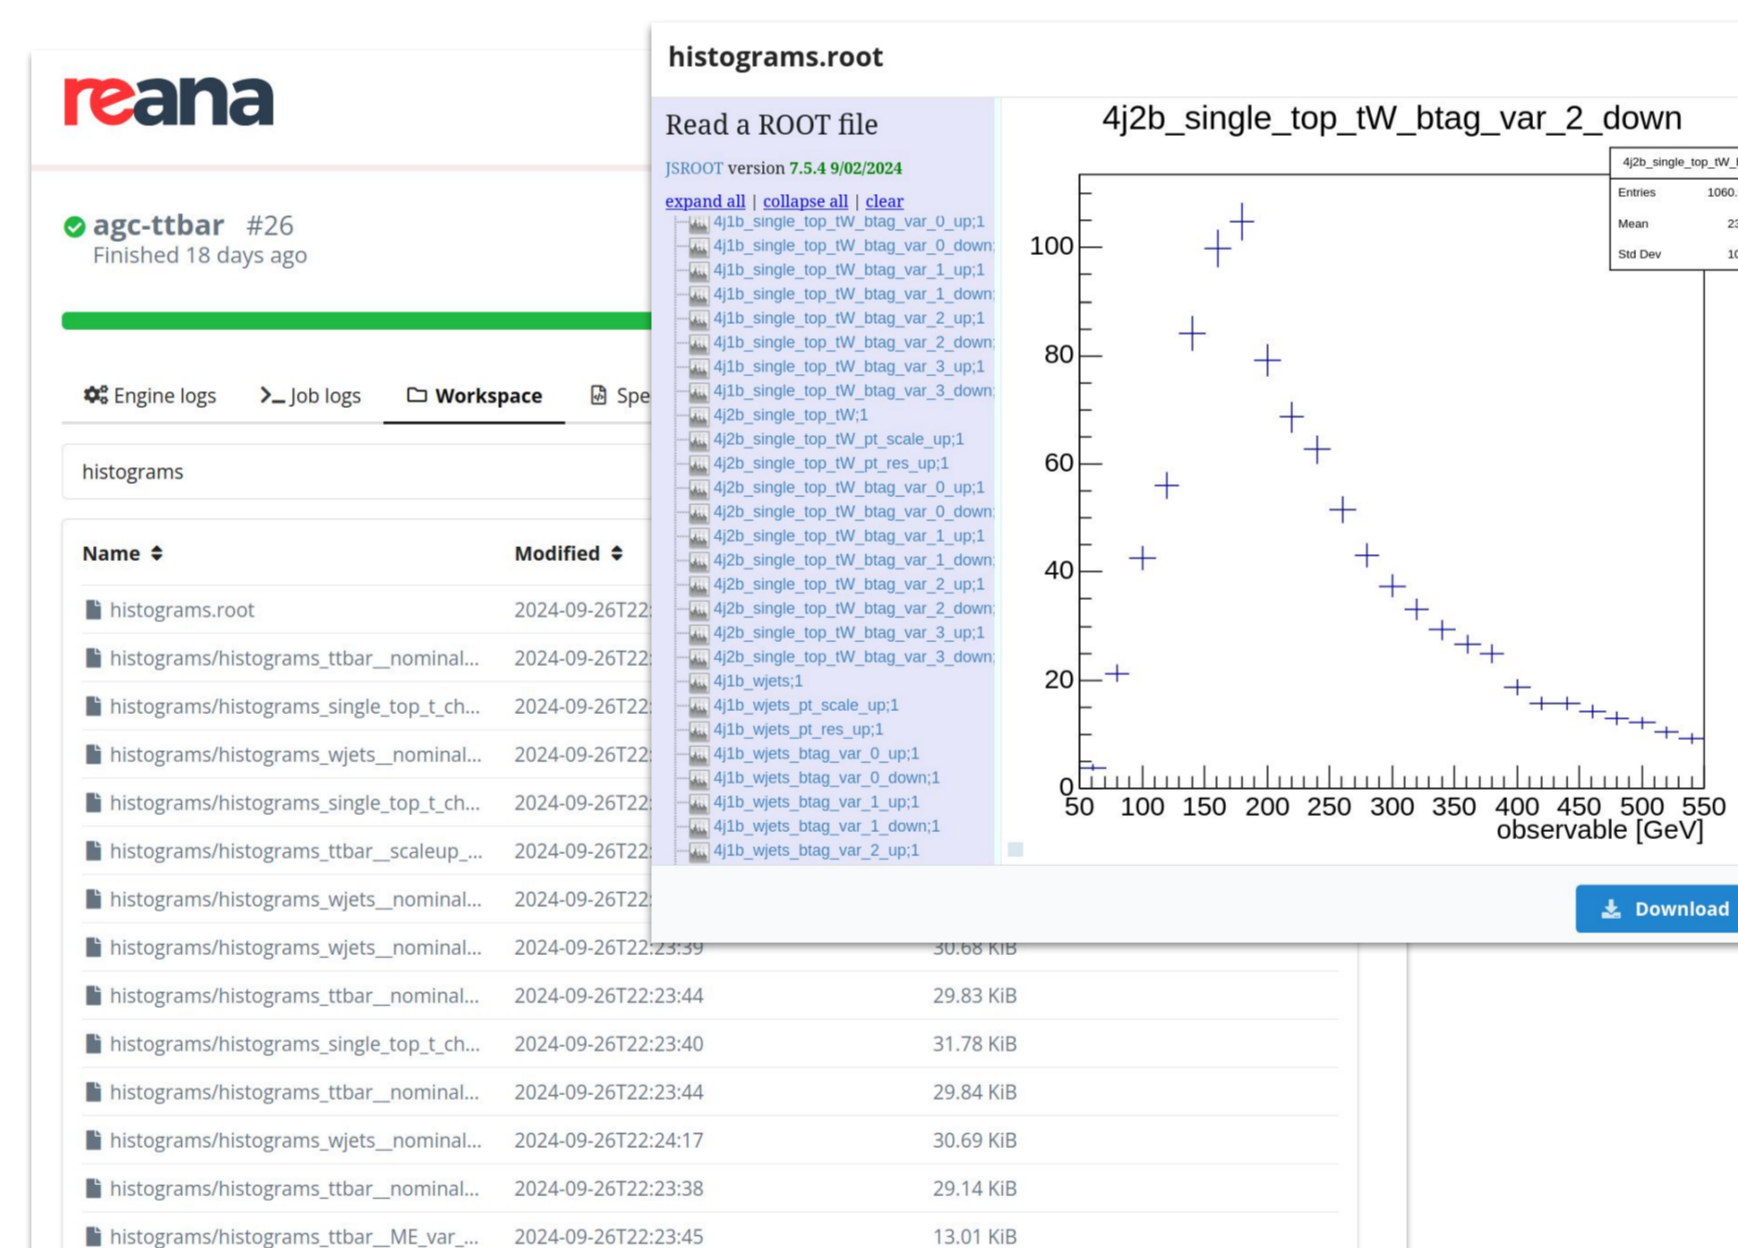 reana
agc-ttbar #26
Finished 18 days ago
Engine logs
Job logs
Workspace
Spe
histograms
Name Modified
histograms.root 2024-09-26T22:
histograms/histograms_ttbar__nominal... 2024-09-26T22:
histograms/histograms_single_top_t_ch... 2024-09-26T22:
histograms/histograms_wjets__nominal... 2024-09-26T22:
histograms/histograms_single_top_t_ch... 2024-09-26T22:
histograms/histograms_ttbar__scaleup_... 2024-09-26T22:
histograms/histograms_wjets__nominal... 2024-09-26T22:
histograms/histograms_wjets__nominal... 2024-09-26T22:23:39 30.68 KiB
histograms/histograms_ttbar__nominal... 2024-09-26T22:23:44 29.83 KiB
histograms/histograms_single_top_t_ch... 2024-09-26T22:23:40 31.78 KiB
histograms/histograms_ttbar__nominal... 2024-09-26T22:23:44 29.84 KiB
histograms/histograms_wjets__nominal... 2024-09-26T22:24:17 30.69 KiB
histograms/histograms_ttbar__nominal... 2024-09-26T22:23:38 29.14 KiB
histograms/histograms_ttbar__ME_var_... 2024-09-26T22:23:45 13.01 KiB
histograms.root
Read a ROOT file
JSROOT version 7.5.4 9/02/2024
expand all | collapse all | clear
4j1b_single_top_tW_btag_var_0_up;1
4j1b_single_top_tW_btag_var_0_down;
4j1b_single_top_tW_btag_var_1_up;1
4j1b_single_top_tW_btag_var_1_down;
4j1b_single_top_tW_btag_var_2_up;1
4j1b_single_top_tW_btag_var_2_down;
4j1b_single_top_tW_btag_var_3_up;1
4j1b_single_top_tW_btag_var_3_down;
4j2b_single_top_tW;1
4j2b_single_top_tW_pt_scale_up;1
4j2b_single_top_tW_pt_res_up;1
4j2b_single_top_tW_btag_var_0_up;1
4j2b_single_top_tW_btag_var_0_down;
4j2b_single_top_tW_btag_var_1_up;1
4j2b_single_top_tW_btag_var_1_down;
4j2b_single_top_tW_btag_var_2_up;1
4j2b_single_top_tW_btag_var_2_down;
4j2b_single_top_tW_btag_var_3_up;1
4j2b_single_top_tW_btag_var_3_down;
4j1b_wjets;1
4j1b_wjets_pt_scale_up;1
4j1b_wjets_pt_res_up;1
4j1b_wjets_btag_var_0_up;1
4j1b_wjets_btag_var_0_down;1
4j1b_wjets_btag_var_1_up;1
4j1b_wjets_btag_var_1_down;1
4j1b_wjets_btag_var_2_up;1
4j2b_single_top_tW_btag_var_2_down
4j2b_single_top_tW_
Entries 1060.
Mean 23
Std Dev 10
100
80
60
40
20
0
50 100 150 200 250 300 350 400 450 500 550
observable [GeV]
Download